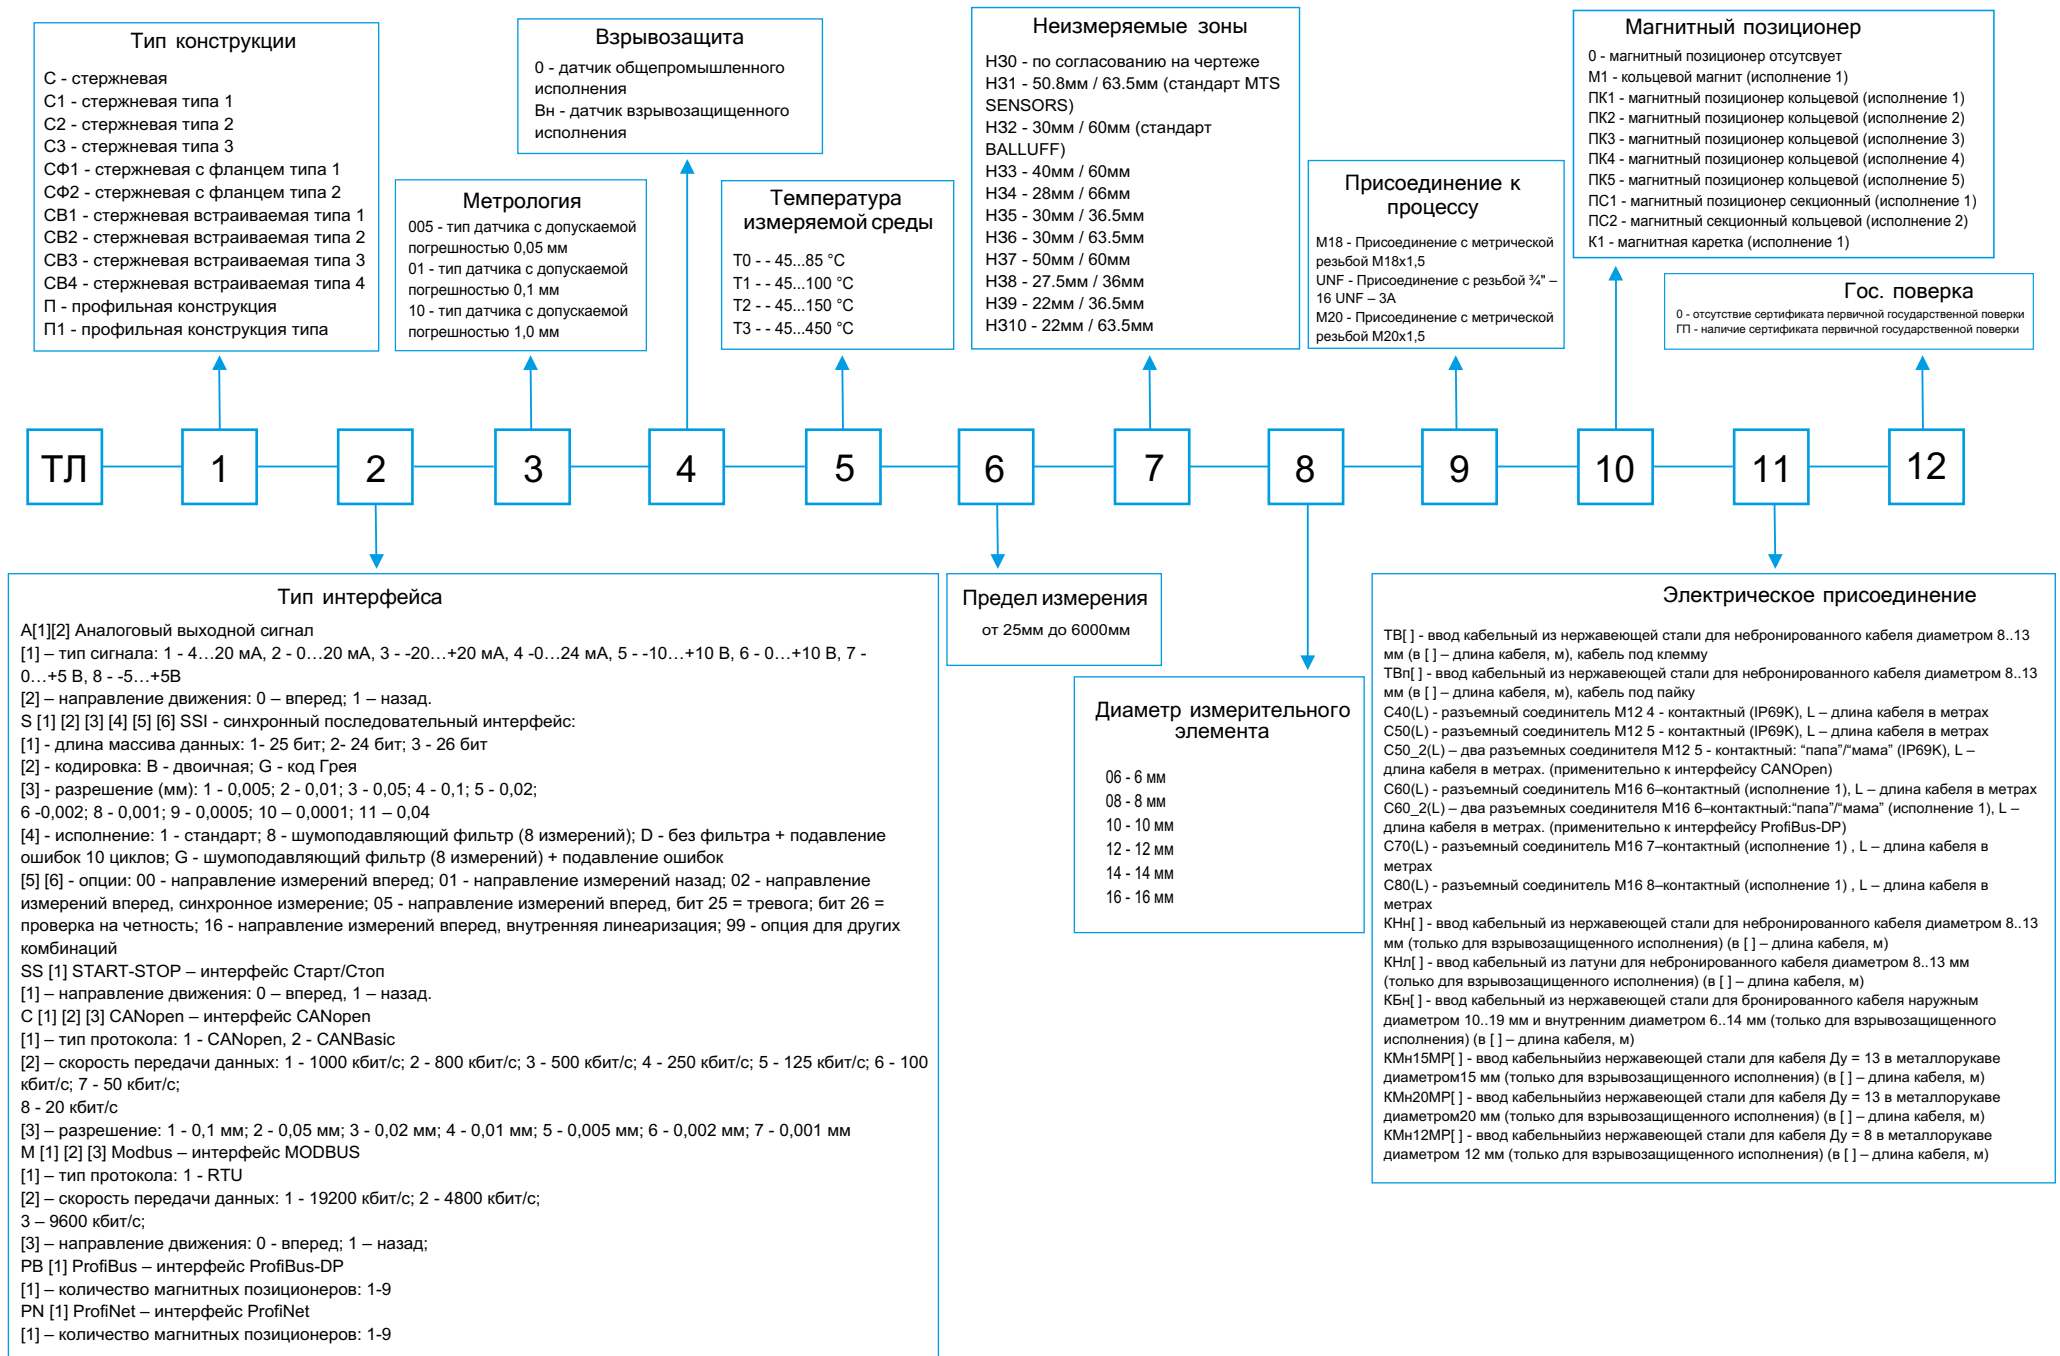 Тип конструкции
С - стержневая
С1 - стержневая типа 1
С2 - стержневая типа 2
С3 - стержневая типа 3
СФ1 - стержневая с фланцем типа 1
СФ2 - стержневая с фланцем типа 2
СВ1 - стержневая встраиваемая типа 1
СВ2 - стержневая встраиваемая типа 2
СВ3 - стержневая встраиваемая типа 3
СВ4 - стержневая встраиваемая типа 4
П - профильная конструкция
П1 - профильная конструкция типа
Метрология
005 - тип датчика с допускаемой
погрешностью 0,05 мм
01 - тип датчика с допускаемой
погрешностью 0,1 мм
10 - тип датчика с допускаемой
погрешностью 1,0 мм
Взрывозащита
0 - датчик общепромышленного
исполнения
Вн - датчик взрывозащищенного
исполнения
Температура
измеряемой среды
Т0 - - 45...85 °С
Т1 - - 45...100 °С
Т2 - - 45...150 °С
Т3 - - 45...450 °С
Неизмеряемые зоны
НЗ0 - по согласованию на чертеже
НЗ1 - 50.8мм / 63.5мм (стандарт MTS
SENSORS)
НЗ2 - 30мм / 60мм (стандарт
BALLUFF)
НЗ3 - 40мм / 60мм
НЗ4 - 28мм / 66мм
НЗ5 - 30мм / 36.5мм
НЗ6 - 30мм / 63.5мм
НЗ7 - 50мм / 60мм
НЗ8 - 27.5мм / 36мм
НЗ9 - 22мм / 36.5мм
НЗ10 - 22мм / 63.5мм
Присоединение к
процессу
М18 - Присоединение с метрической
резьбой М18х1,5
UNF - Присоединение с резьбой ¾" –
16 UNF – 3А
М20 - Присоединение с метрической
резьбой М20х1,5
Магнитный позиционер
0 - магнитный позиционер отсутсвует
М1 - кольцевой магнит (исполнение 1)
ПК1 - магнитный позиционер кольцевой (исполнение 1)
ПК2 - магнитный позиционер кольцевой (исполнение 2)
ПК3 - магнитный позиционер кольцевой (исполнение 3)
ПК4 - магнитный позиционер кольцевой (исполнение 4)
ПК5 - магнитный позиционер кольцевой (исполнение 5)
ПС1 - магнитный позиционер секционный (исполнение 1)
ПС2 - магнитный секционный кольцевой (исполнение 2)
К1 - магнитная каретка (исполнение 1)
Гос. поверка
0 - отсутствие сертификата первичной государственной поверки
ГП - наличие сертификата первичной государственной поверки
ТЛ 1 2 3 4 5 6 7 8 9 10 11 12
Тип интерфейса
А[1][2] Аналоговый выходной сигнал
[1] – тип сигнала: 1 - 4…20 мА, 2 - 0…20 мА, 3 - -20…+20 мА, 4 -0…24 мА, 5 - -10…+10 В, 6 - 0…+10 В, 7 -
0…+5 В, 8 - -5…+5В
[2] – направление движения: 0 – вперед; 1 – назад.
S [1] [2] [3] [4] [5] [6] SSI - синхронный последовательный интерфейс:
[1] - длина массива данных: 1- 25 бит; 2- 24 бит; 3 - 26 бит
[2] - кодировка: В - двоичная; G - код Грея
[3] - разрешение (мм): 1 - 0,005; 2 - 0,01; 3 - 0,05; 4 - 0,1; 5 - 0,02;
6 -0,002; 8 - 0,001; 9 - 0,0005; 10 – 0,0001; 11 – 0,04
[4] - исполнение: 1 - стандарт; 8 - шумоподавляющий фильтр (8 измерений); D - без фильтра + подавление
ошибок 10 циклов; G - шумоподавляющий фильтр (8 измерений) + подавление ошибок
[5] [6] - опции: 00 - направление измерений вперед; 01 - направление измерений назад; 02 - направление
измерений вперед, синхронное измерение; 05 - направление измерений вперед, бит 25 = тревога; бит 26 =
проверка на четность; 16 - направление измерений вперед, внутренняя линеаризация; 99 - опция для других
комбинаций
SS [1] START-STOP – интерфейс Старт/Стоп
[1] – направление движения: 0 – вперед, 1 – назад.
C [1] [2] [3] CANopen – интерфейс CANopen
[1] – тип протокола: 1 - CANopen, 2 - CANBasic
[2] – скорость передачи данных: 1 - 1000 кбит/с; 2 - 800 кбит/с; 3 - 500 кбит/с; 4 - 250 кбит/с; 5 - 125 кбит/с; 6 - 100
кбит/с; 7 - 50 кбит/с;
8 - 20 кбит/с
[3] – разрешение: 1 - 0,1 мм; 2 - 0,05 мм; 3 - 0,02 мм; 4 - 0,01 мм; 5 - 0,005 мм; 6 - 0,002 мм; 7 - 0,001 мм
M [1] [2] [3] Modbus – интерфейс MODBUS
[1] – тип протокола: 1 - RTU
[2] – скорость передачи данных: 1 - 19200 кбит/с; 2 - 4800 кбит/с;
3 – 9600 кбит/с;
[3] – направление движения: 0 - вперед; 1 – назад;
PB [1] ProfiBus – интерфейс ProfiBus-DP
[1] – количество магнитных позиционеров: 1-9
PN [1] ProfiNet – интерфейс ProfiNet
[1] – количество магнитных позиционеров: 1-9
Предел измерения
от 25мм до 6000мм
Диаметр измерительного
элемента
06 - 6 мм
08 - 8 мм
10 - 10 мм
12 - 12 мм
14 - 14 мм
16 - 16 мм
Электрическое присоединение
ТВ[ ] - ввод кабельный из нержавеющей стали для небронированного кабеля диаметром 8..13
мм (в [ ] – длина кабеля, м), кабель под клемму
ТВп[ ] - ввод кабельный из нержавеющей стали для небронированного кабеля диаметром 8..13
мм (в [ ] – длина кабеля, м), кабель под пайку
С40(L) - разъемный соединитель М12 4 - контактный (IP69K), L – длина кабеля в метрах
С50(L) - разъемный соединитель М12 5 - контактный (IP69K), L – длина кабеля в метрах
С50_2(L) – два разъемных соединителя М12 5 - контактный: “папа”/“мама” (IP69K), L –
длина кабеля в метрах. (применительно к интерфейсу CANOpen)
С60(L) - разъемный соединитель М16 6–контактный (исполнение 1), L – длина кабеля в метрах
С60_2(L) – два разъемных соединителя М16 6–контактный:“папа”/“мама” (исполнение 1), L –
длина кабеля в метрах. (применительно к интерфейсу ProfiBus-DP)
С70(L) - разъемный соединитель М16 7–контактный (исполнение 1) , L – длина кабеля в
метрах
С80(L) - разъемный соединитель М16 8–контактный (исполнение 1) , L – длина кабеля в
метрах
КНн[ ] - ввод кабельный из нержавеющей стали для небронированного кабеля диаметром 8..13
мм (только для взрывозащищенного исполнения) (в [ ] – длина кабеля, м)
КНл[ ] - ввод кабельный из латуни для небронированного кабеля диаметром 8..13 мм
(только для взрывозащищенного исполнения) (в [ ] – длина кабеля, м)
КБн[ ] - ввод кабельный из нержавеющей стали для бронированного кабеля наружным
диаметром 10..19 мм и внутренним диаметром 6..14 мм (только для взрывозащищенного
исполнения) (в [ ] – длина кабеля, м)
КМн15МР[ ] - ввод кабельныйиз нержавеющей стали для кабеля Ду = 13 в металлорукаве
диаметром15 мм (только для взрывозащищенного исполнения) (в [ ] – длина кабеля, м)
КМн20МР[ ] - ввод кабельныйиз нержавеющей стали для кабеля Ду = 13 в металлорукаве
диаметром20 мм (только для взрывозащищенного исполнения) (в [ ] – длина кабеля, м)
КМн12МР[ ] - ввод кабельныйиз нержавеющей стали для кабеля Ду = 8 в металлорукаве
диаметром 12 мм (только для взрывозащищенного исполнения) (в [ ] – длина кабеля, м)